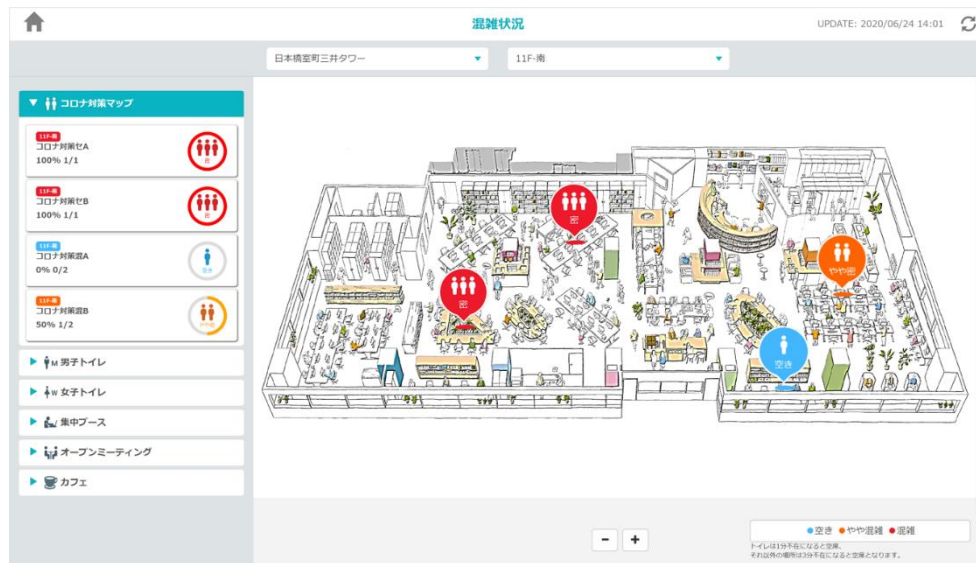 混雑状況
UPDATE: 2020/06/24 14:01
日本橋室町三井タワー
11F-南
コロナ対策マップ
11F-南
コロナ対策セA
100% 1/1
密
11F-南
コロナ対策セB
100% 1/1
密
11F-南
コロナ対策混A
0% 0/2
空き
11F-南
コロナ対策混B
50% 1/2
やや密
M 男子トイレ
W 女子トイレ
集中ブース
オープンミーティング
カフェ
密
密
やや密
空き
- +
空き やや混雑 混雑
トイレは1分不在になると空席、
それ以外の場所は3分不在になると空席となります。